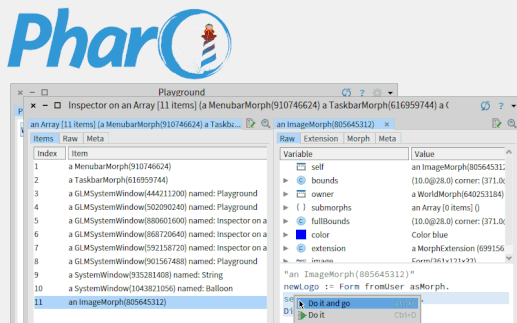 Pharo
Playground
Inspector on an Array [11 items] (a MenubarMorph(910746624) a TaskbarMorph(616959744) a G
an Array [11 items] (a MenubarMorph(910746624) a Taskba...
an ImageMorph(805645312)
Items Raw Meta
Raw Extension Morph Meta
Index Item
Variable Value
1 a MenubarMorph(910746624)
2 a TaskbarMorph(616959744)
3 a GLMSystemWindow(444211200) named: Playground
4 a GLMSystemWindow(502090240) named: Playground
5 a GLMSystemWindow(880601600) named: Inspector on a
6 a GLMSystemWindow(868720640) named: Inspector on a
7 a GLMSystemWindow(592158720) named: Inspector on a
8 a GLMSystemWindow(901567488) named: Playground
9 a SystemWindow(935281408) named: String
10 a SystemWindow(1043821056) named: Balloon
11 an ImageMorph(805645312)
self an ImageMorph(805645312
bounds (10.0@28.0) corner: (371.0
owner a WorldMorph(640253184)
submorphs an Array [0 items] ()
fullBounds (10.0@28.0) corner: (371.0
color Color blue
extension a MorphExtension (699156
image Form(361x121x32)
"an ImageMorph(805645312)"
newLogo := Form fromUser asMorph.
se
Do it and go
Do it Ctrl+D